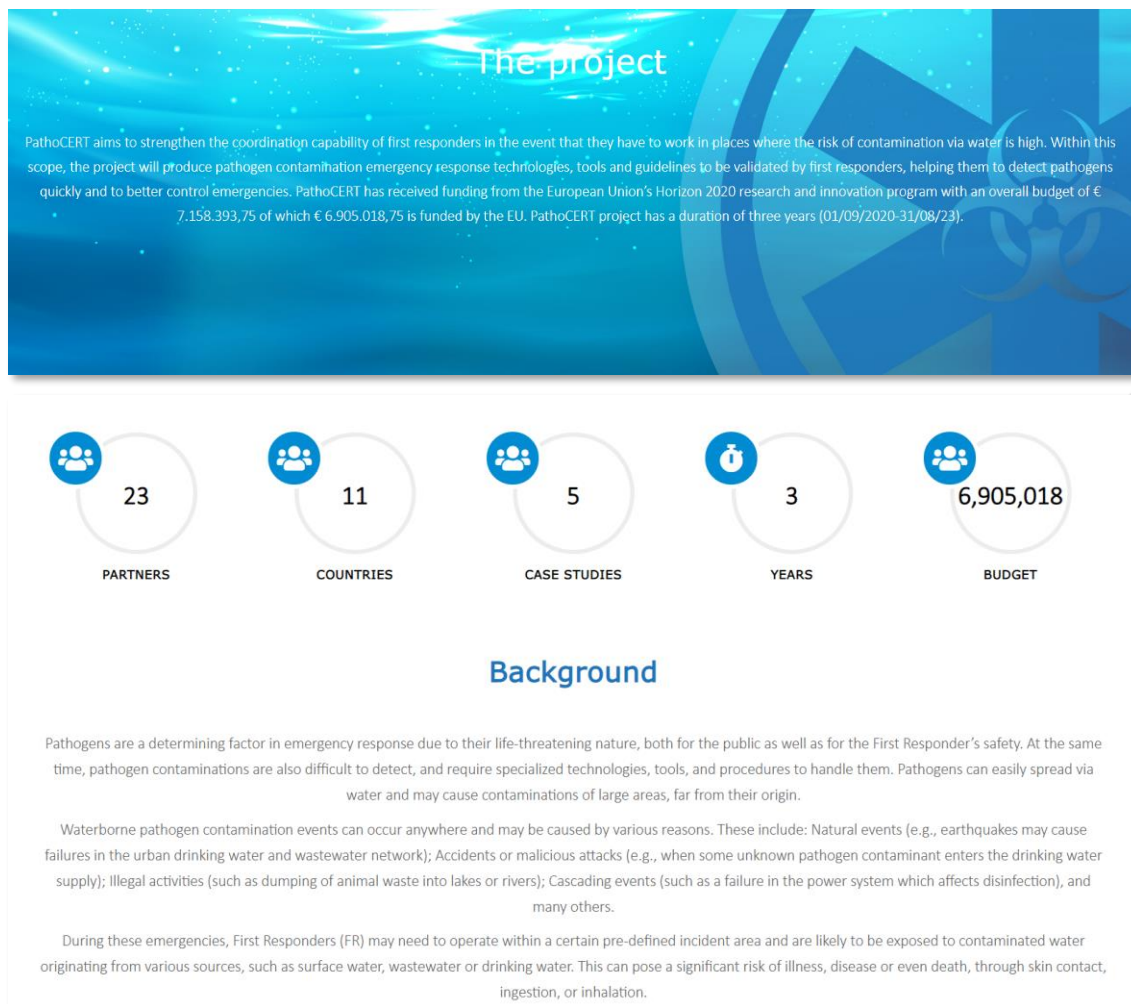 The project
PathoCERT aims to strengthen the coordination capability of first responders in the event that they have to work in places where the risk of contamination via water is high. Within this
scope, the project will produce pathogen contamination emergency response technologies, tools and guidelines to be validated by first responders, helping them to detect pathogens
quickly and to better control emergencies. PathoCERT has received funding from the European Union's Horizon 2020 research and innovation program with an overall budget of €
7.158.393,75 of which € 6.905.018,75 is funded by the EU. PathoCERT project has a duration of three years (01/09/2020-31/08/23).
23
PARTNERS
11
COUNTRIES
5
CASE STUDIES
3
YEARS
6,905,018
BUDGET
Background
Pathogens are a determining factor in emergency response due to their life-threatening nature, both for the public as well as for the First Responder's safety. At the same
time, pathogen contaminations are also difficult to detect, and require specialized technologies, tools, and procedures to handle them. Pathogens can easily spread via
water and may cause contaminations of large areas, far from their origin.
Waterborne pathogen contamination events can occur anywhere and may be caused by various reasons. These include: Natural events (e.g., earthquakes may cause
failures in the urban drinking water and wastewater network); Accidents or malicious attacks (e.g., when some unknown pathogen contaminant enters the drinking water
supply); Illegal activities (such as dumping of animal waste into lakes or rivers); Cascading events (such as a failure in the power system which affects disinfection), and
many others.
During these emergencies, First Responders (FR) may need to operate within a certain pre-defined incident area and are likely to be exposed to contaminated water
originating from various sources, such as surface water, wastewater or drinking water. This can pose a significant risk of illness, disease or even death, through skin contact,
ingestion, or inhalation.